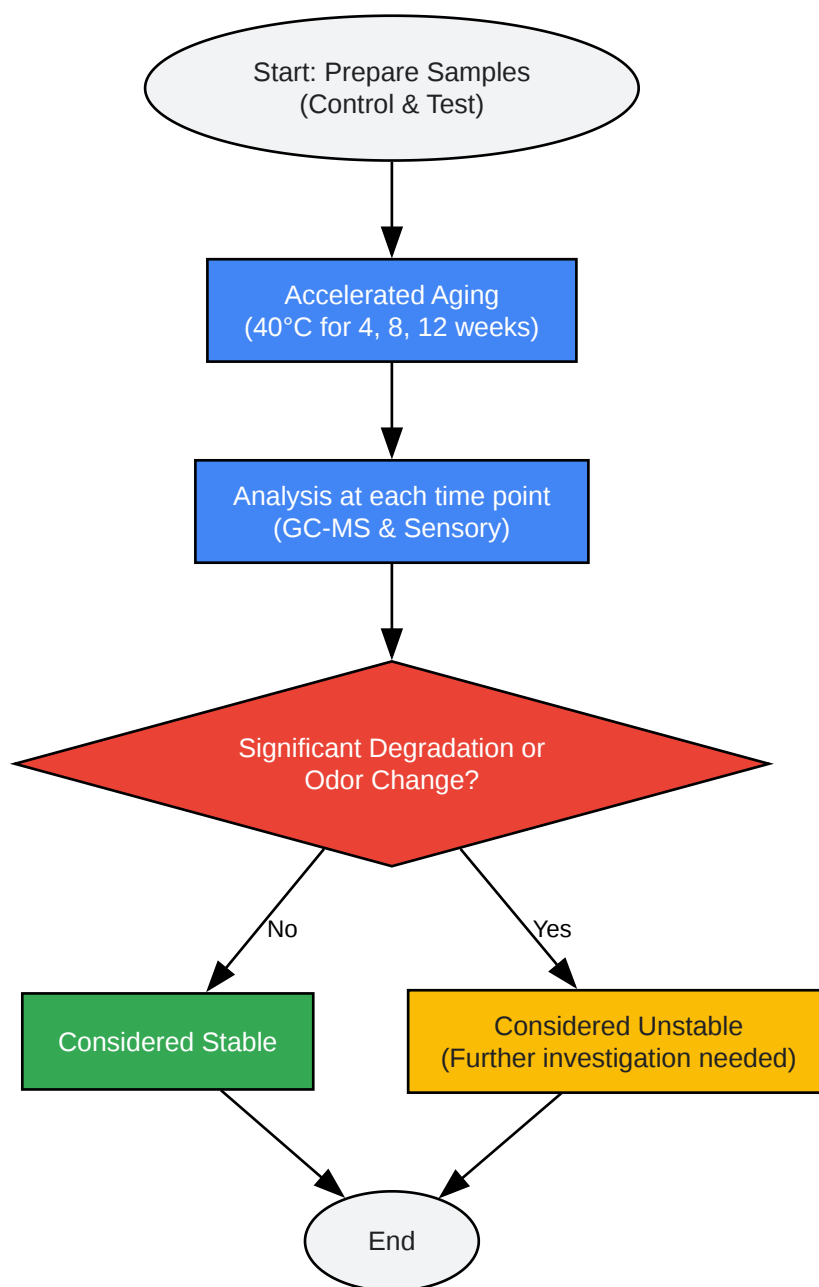 Start: Prepare Samples
(Control & Test)
Accelerated Aging
(40°C for 4, 8, 12 weeks)
Analysis at each time point
(GC-MS & Sensory)
Significant Degradation or
Odor Change?
No
Yes
Considered Stable
Considered Unstable
(Further investigation needed)
End